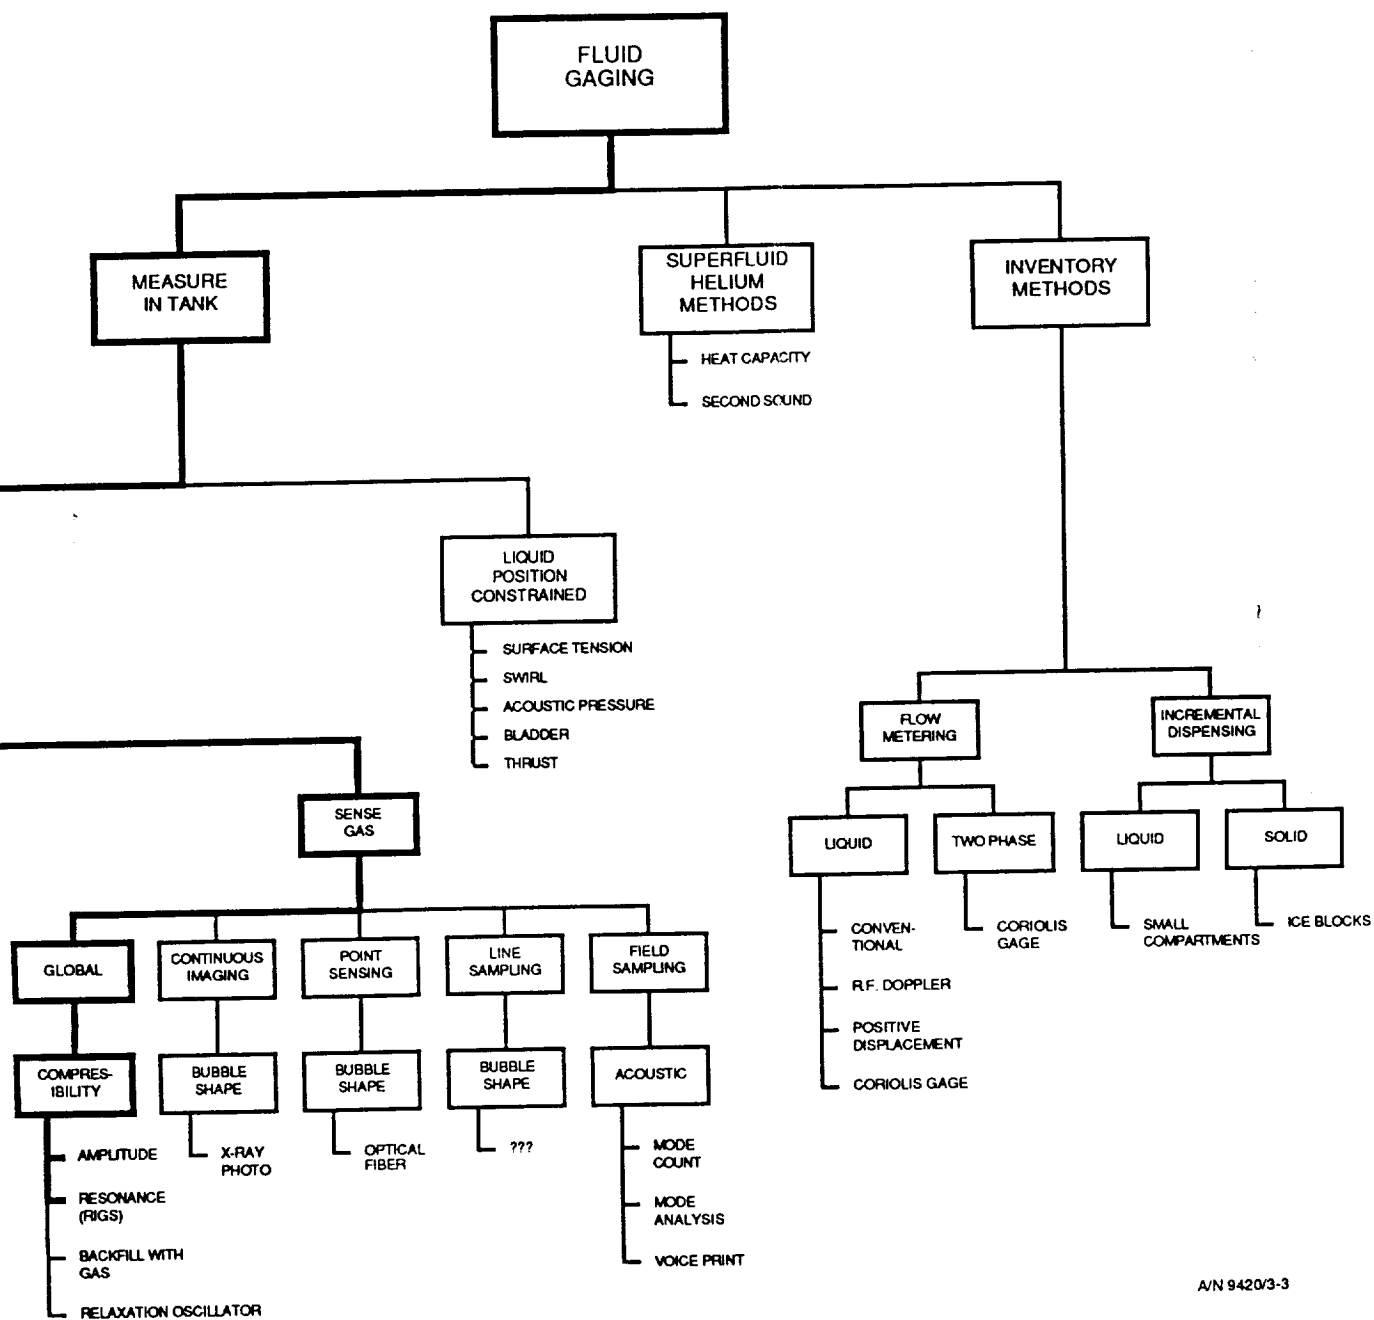 FLUID
GAGING
MEASURE
IN TANK
SUPERFLUID
HELIUM
METHODS
INVENTORY
METHODS
HEAT CAPACITY
SECOND SOUND
LIQUID
POSITION
CONSTRAINED
SURFACE TENSION
SWIRL
ACOUSTIC PRESSURE
BLADDER
THRUST
FLOW
METERING
INCREMENTAL
DISPENSING
LIQUID
TWO PHASE
LIQUID
SOLID
CONVEN-
TIONAL
R.F. DOPPLER
POSITIVE
DISPLACEMENT
CORIOLIS GAGE
CORIOLIS
GAGE
SMALL
COMPARTMENTS
ICE BLOCKS
SENSE
GAS
GLOBAL
CONTINUOUS
IMAGING
POINT
SENSING
LINE
SAMPLING
FIELD
SAMPLING
COMPRES-
IBILITY
BUBBLE
SHAPE
BUBBLE
SHAPE
BUBBLE
SHAPE
ACOUSTIC
AMPLITUDE
RESONANCE
(RIGS)
BACKFILL WITH
GAS
RELAXATION OSCILLATOR
X-RAY
PHOTO
OPTICAL
FIBER
???
MODE
COUNT
MODE
ANALYSIS
VOICE PRINT
A/N 9420/3-3